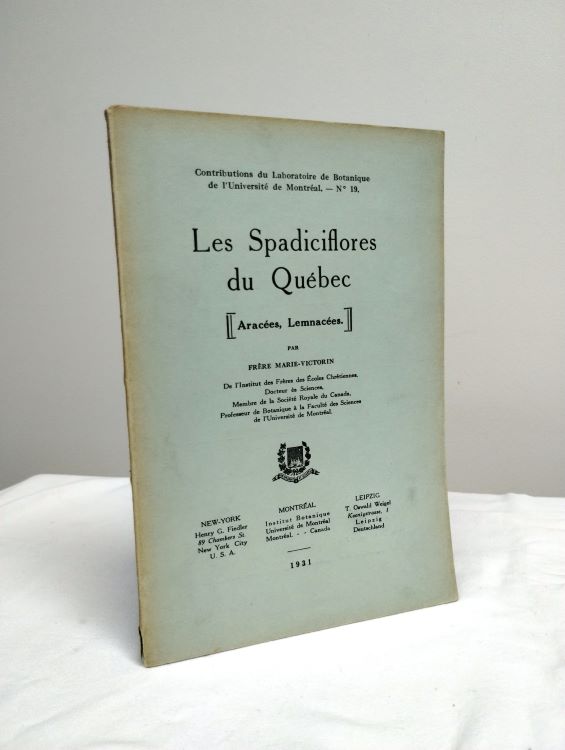 Contributions du Laboratoire de Botanique
de l'Université de Montréal. — N° 19.
Les Spadiciflores
du Québec
[Aracées, Lemnacées.]
PAR
FRÈRE MARIE-VICTORIN
De l'Institut des Frères des Écoles Chrétiennes,
Docteur ès Sciences,
Membre de la Société Royale du Canada,
Professeur de Botanique à la Faculté des Sciences
de l'Université de Montréal.
NEW-YORK
Henry G. Fiedler
89 Chambers St.
New York City
U. S. A.
MONTRÉAL
Institut Botanique
Université de Montréal
Montréal. - - Canada
LEIPZIG
T. Oswald Weigel
Kœnigstrasse, 1
Leipzig
Deutschland
1931